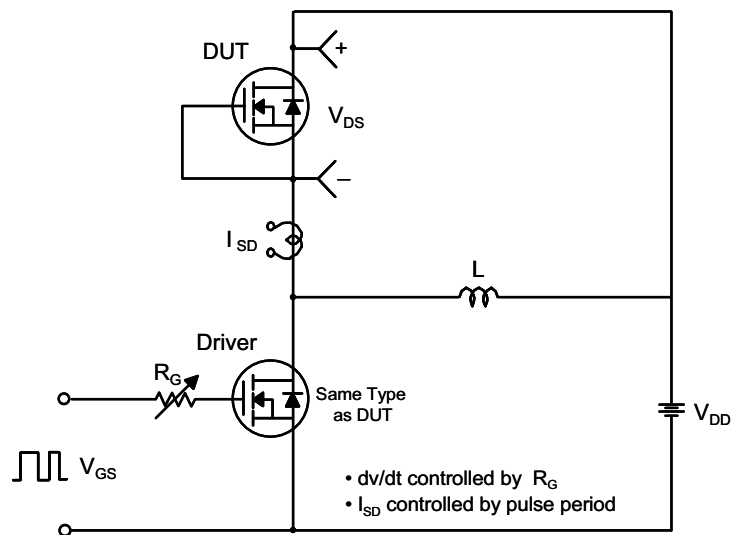 DUT
+
V_DS
–
I_SD
L
Driver
R_G
Same Type
as DUT
V_DD
V_GS
• dv/dt controlled by R_G
• I_SD controlled by pulse period